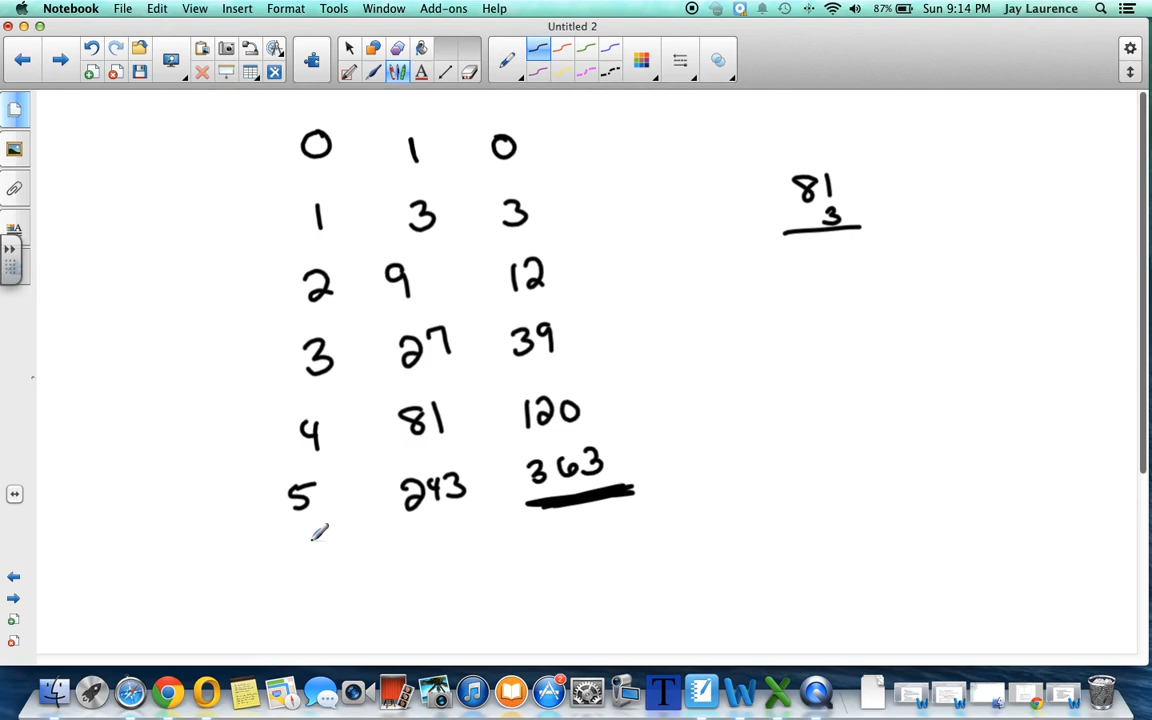 Notebook File Edit View Insert Format Tools Window Add-ons Help 87% Sun 9:14 PM Jay Laurence
Untitled 2
0 1 0
1 3 3
2 9 12
3 27 39
4 81 120
5 243 363
81
3